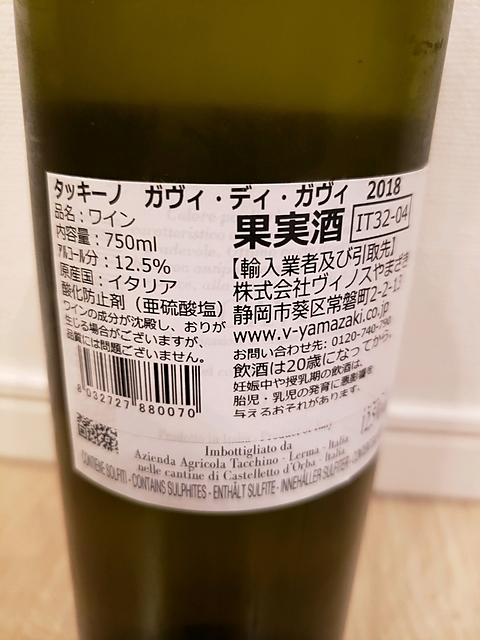 タッキーノ ガヴィ・ディ・ガヴィ 2018
品名：ワイン
内容量：750ml
アルコール分：12.5%
原産国：イタリア
酸化防止剤（亜硫酸塩）
ワインの成分が沈殿し、おりが
生じる場合がございますが、
品質には問題ございません。
8 032727 880070
果実酒
IT32-04
【輸入業者及び引取先】
株式会社ヴィノスやまざき
静岡市葵区常磐町2-2-13
www.v-yamazaki.co.jp
お問い合わせ先：0120-740-790
飲酒は20歳になってから。
妊娠中や授乳期の飲酒は、
胎児・乳児の発育に悪影響を
与えるおそれがあります。
Imbottigliato da
Azienda Agricola Tacchino - Lerma - Italia
nelle cantine di Castelletto d'Orba - Italia
CONTIENE SOLFITI - CONTAINS SULPHITES - ENTHÄLT SULFITE - INNEHÅLLER SULFITER